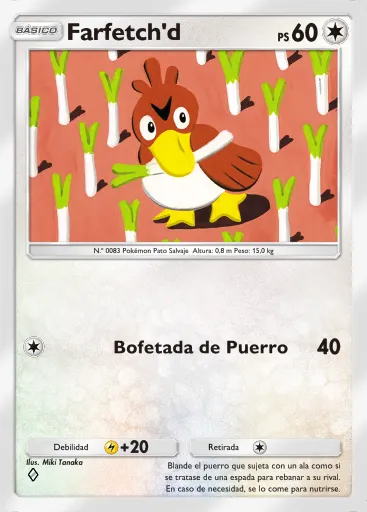 BÁSICO Farfetch'd PS 60
N.º 0083 Pokémon Pato Salvaje Altura: 0,8 m Peso: 15,0 kg
Bofetada de Puerro 40
Debilidad +20 Retirada
Ilus. Miki Tanaka
Blande el puerro que sujeta con un ala como si
se tratase de una espada para rebanar a su rival.
En caso de necesidad, se lo come para nutrirse.